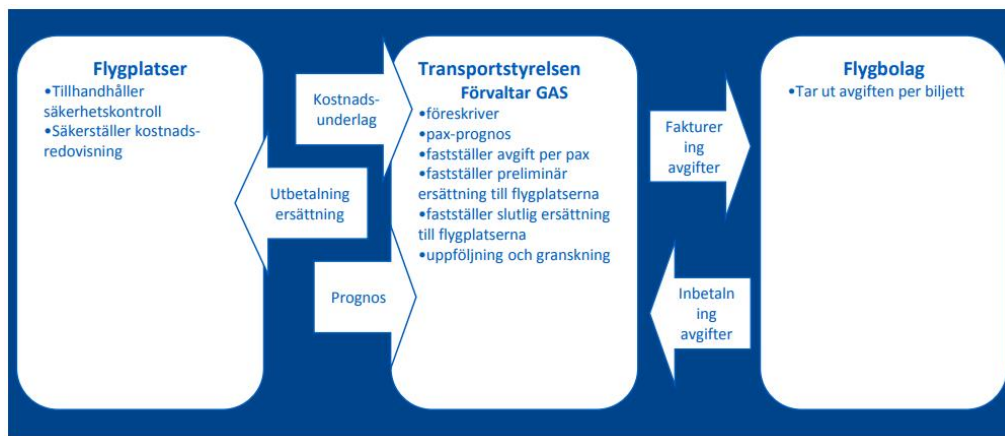 Flygplatser
•Tillhandhåller
säkerhetskontroll
•Säkerställer kostnads-
redovisning
Kostnads-
underlag
Utbetalning
ersättning
Prognos
Transportstyrelsen
Förvaltar GAS
•föreskriver
•pax-prognos
•fastställer avgift per pax
•fastställer preliminär
ersättning till flygplatserna
•fastställer slutlig ersättning
till flygplatserna
•uppföljning och granskning
Fakturer
ing
avgifter
Inbetaln
ing
avgifter
Flygbolag
•Tar ut avgiften per biljett